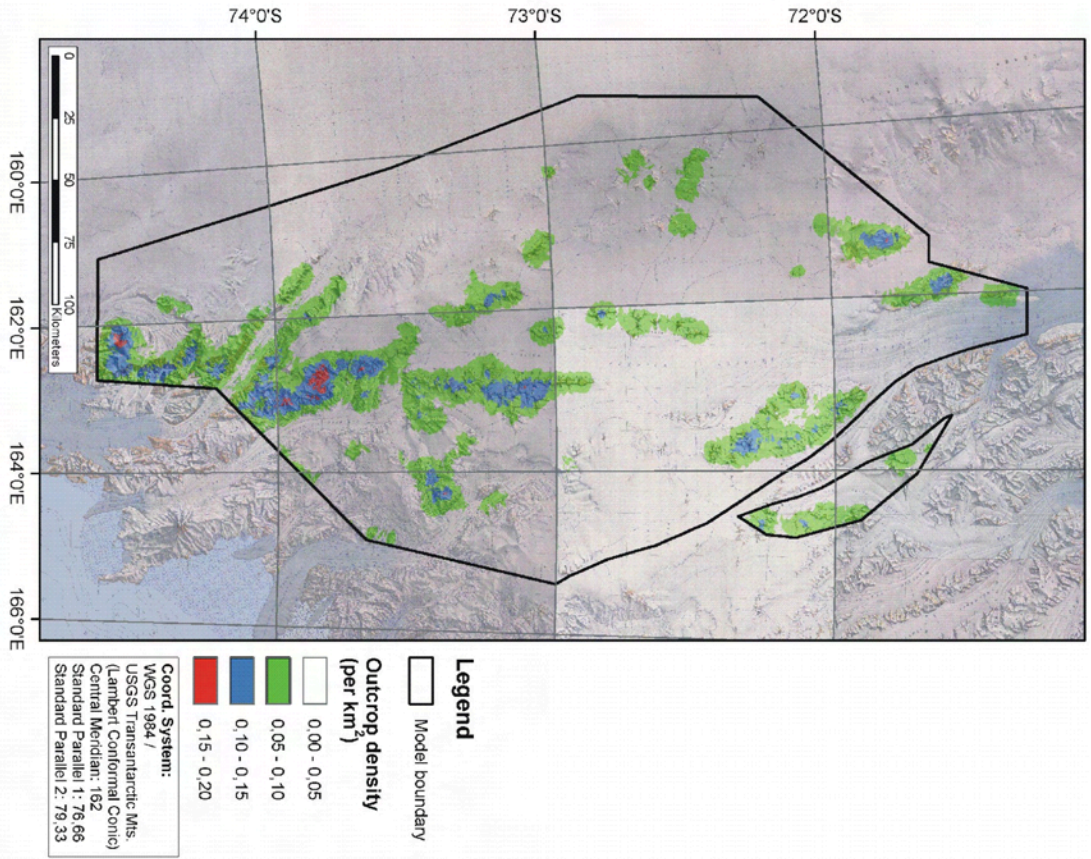 74°0'S
73°0'S
72°0'S
160°0'E
162°0'E
164°0'E
166°0'E
0 25 50 75 100
Kilometers
Legend
Model boundary
Outcrop density
(per km²)
0,00 - 0,05
0,05 - 0,10
0,10 - 0,15
0,15 - 0,20
Coord. System:
WGS 1984 /
USGS Transantarctic Mts.
(Lambert Conformal Conic)
Central Meridian: 162
Standard Parallel 1: 76,66
Standard Parallel 2: 79,33